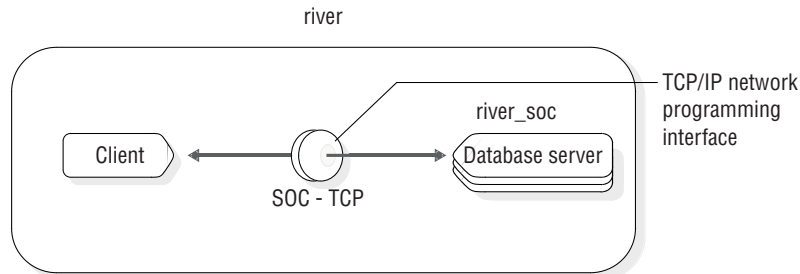 river
TCP/IP network
programming
interface
river_soc
Client
Database server
SOC - TCP